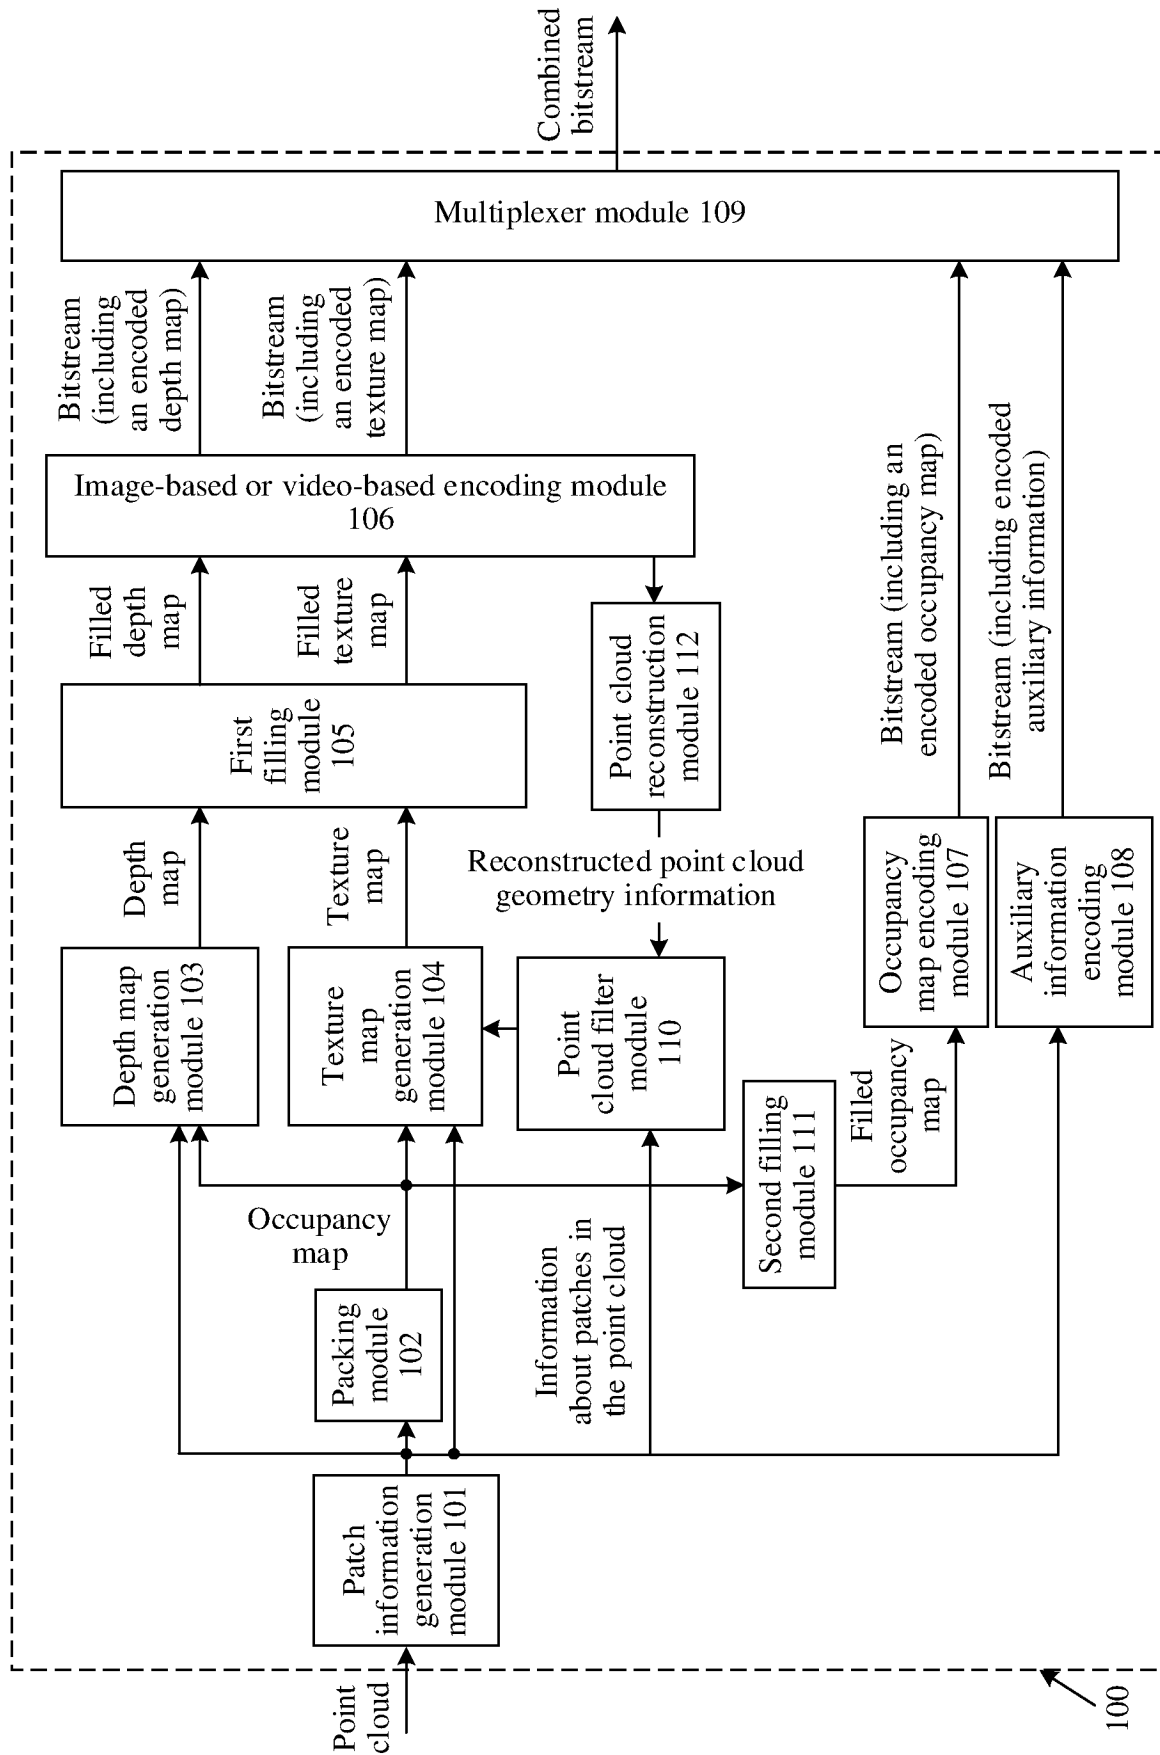 Point
cloud
Patch
information
generation
module 101
Packing
module
102
Occupancy
map
Depth map
generation
module 103
Depth
map
Texture
map
generation
module 104
Texture
map
First
filling
module
105
Filled
depth
map
Filled
texture
map
Image-based or video-based encoding module
106
Bitstream
(including
an encoded
depth map)
Bitstream
(including
an encoded
texture map)
Multiplexer module 109
Combined
bitstream
Point cloud
reconstruction
module 112
Reconstructed point cloud
geometry information
Point
cloud filter
module
110
Information
about patches in
the point cloud
Second filling
module 111
Filled
occupancy
map
Occupancy
map encoding
module 107
Bitstream (including an
encoded occupancy map)
Auxiliary
information
encoding
module 108
Bitstream (including encoded
auxiliary information)
100